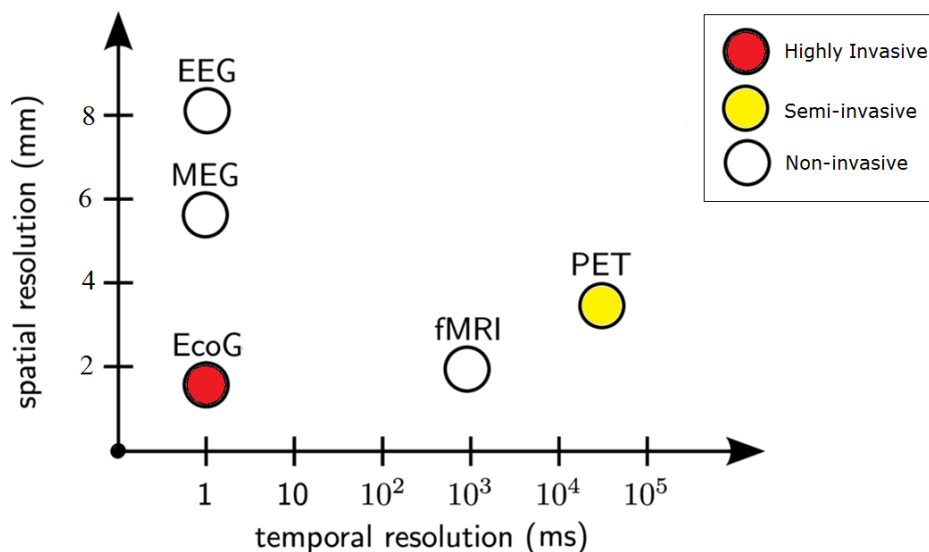 EEG
MEG
EcoG
fMRI
PET
Highly Invasive
Semi-invasive
Non-invasive
spatial resolution (mm)
8
6
4
2
1 10 10² 10³ 10⁴ 10⁵
temporal resolution (ms)